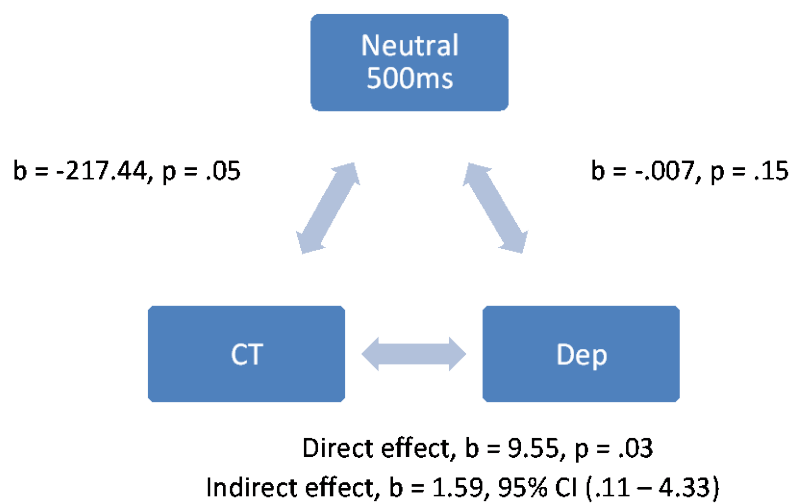 Neutral
500ms
b = -217.44, p = .05
b = -.007, p = .15
CT
Dep
Direct effect, b = 9.55, p = .03
Indirect effect, b = 1.59, 95% CI (.11 – 4.33)